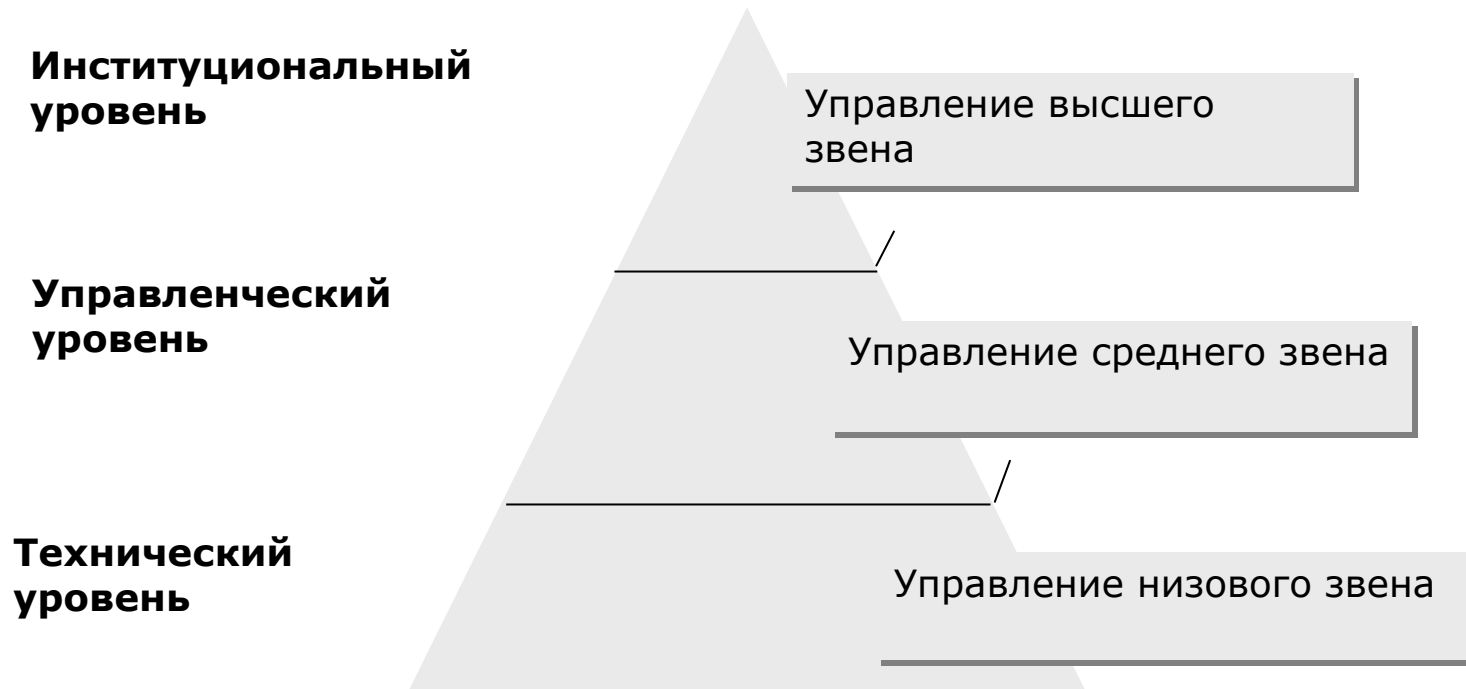 Институциональный
уровень
Управление высшего
звена
Управленческий
уровень
Управление среднего звена
Технический
уровень
Управление низового звена